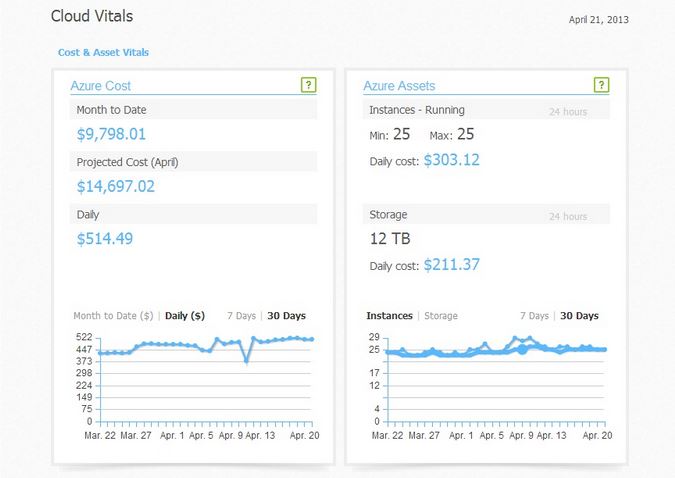 Cloud Vitals
April 21, 2013
Cost & Asset Vitals
Azure Cost
?
Month to Date
$9,798.01
Projected Cost (April)
$14,697.02
Daily
$514.49
Month to Date ($) | Daily ($)
7 Days | 30 Days
522
447
373
298
224
149
75
0
Mar. 22 Mar. 27 Apr. 1 Apr. 5 Apr. 9 Apr. 13 Apr. 20
Azure Assets
?
Instances - Running
24 hours
Min: 25 Max: 25
Daily cost: $303.12
Storage
24 hours
12 TB
Daily cost: $211.37
Instances | Storage
7 Days | 30 Days
29
25
17
12
4
0
Mar. 22 Mar. 27 Apr. 1 Apr. 5 Apr. 9 Apr. 13 Apr. 20